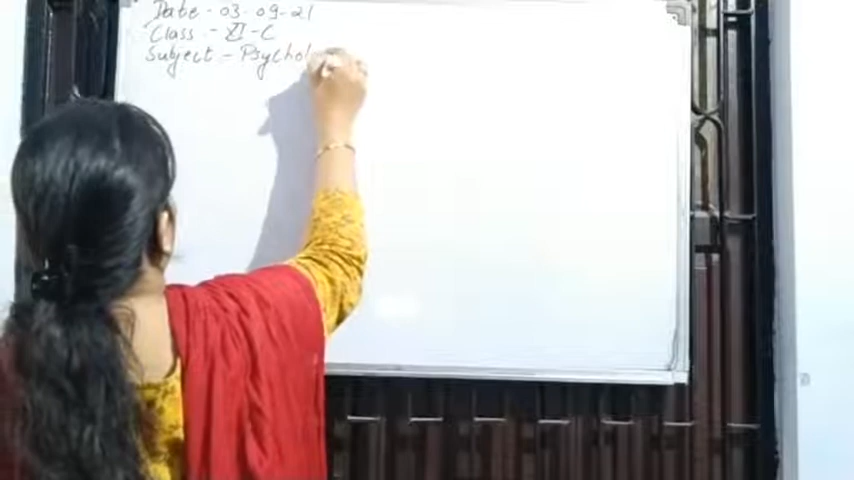 Date - 03-09-21
Class - XI - C
Subject - Psychol